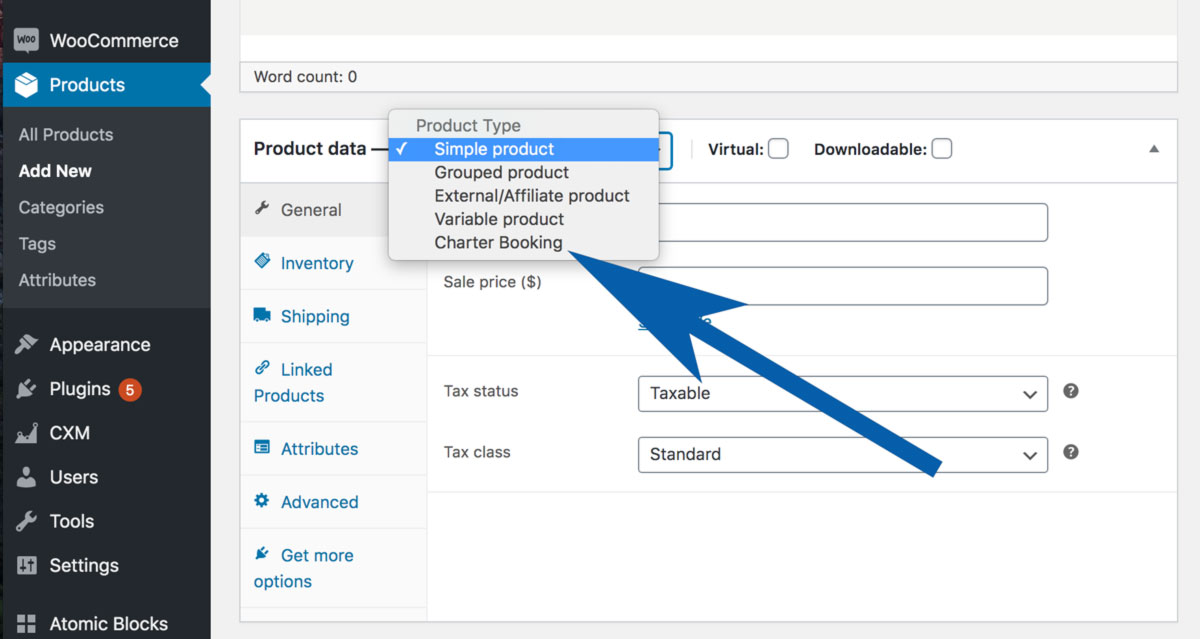 WOO WooCommerce
Products
All Products
Add New
Categories
Tags
Attributes
Appearance
Plugins 5
CXM
Users
Tools
Settings
Atomic Blocks
Word count: 0
Product data —
Product Type
✓ Simple product
Grouped product
External/Affiliate product
Variable product
Charter Booking
Virtual:
Downloadable:
General
Inventory
Shipping
Linked
Products
Attributes
Advanced
Get more
options
Sale price ($)
Tax status
Taxable
Tax class
Standard